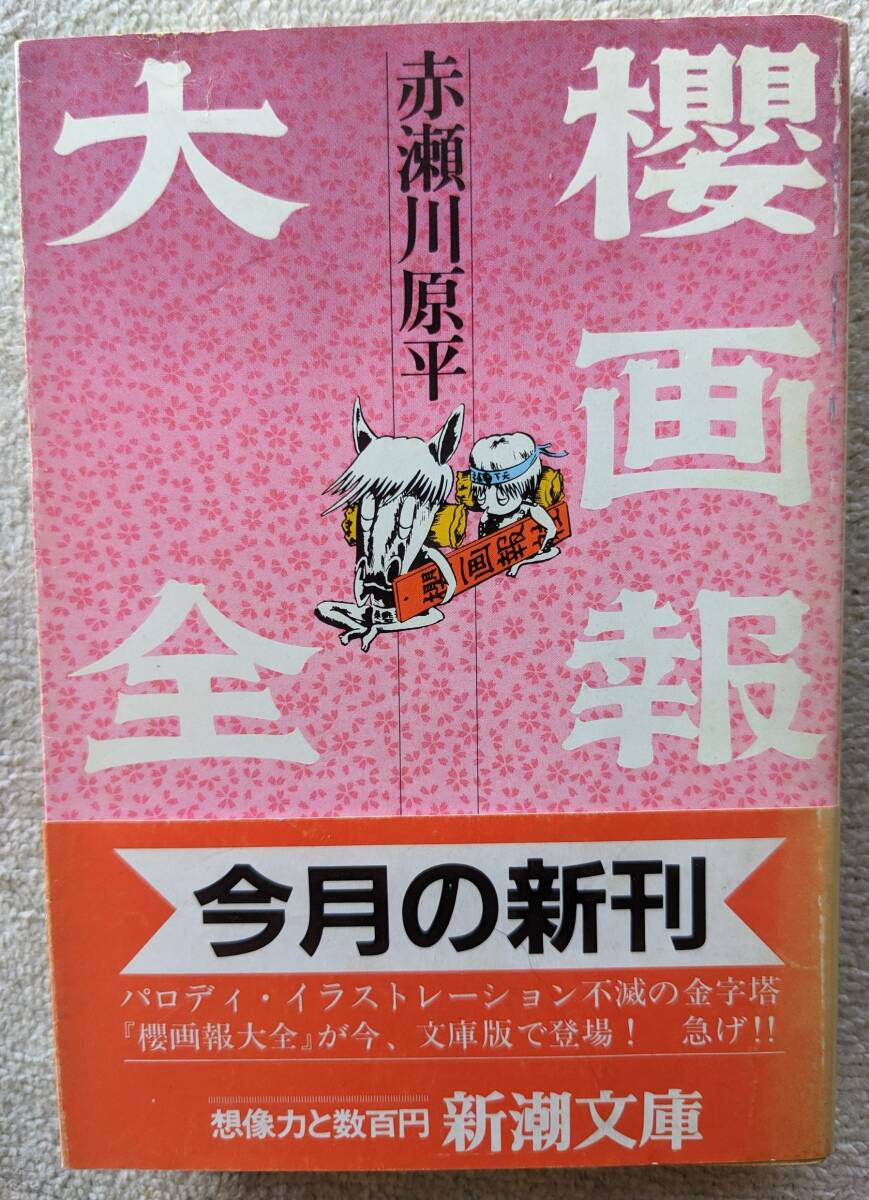 櫻画報
大全
赤瀬川原平
櫻画報
今月の新刊
パロディ・イラストレーション不滅の金字塔
『櫻画報大全』が今、文庫版で登場！　急げ!!
想像力と数百円 新潮文庫